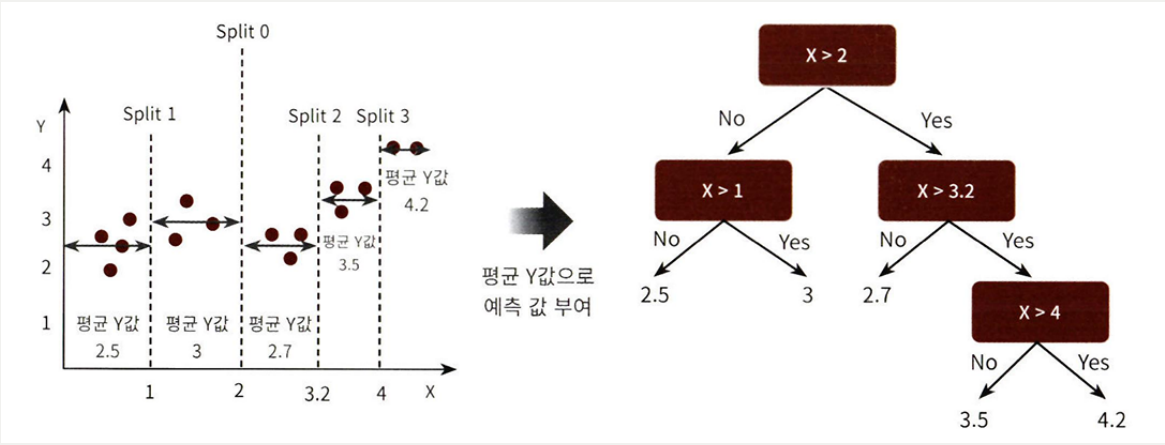 Split 0
Split 1
Split 2
Split 3
Y
4
3
2
1
평균 Y값
4.2
평균 Y값
3.5
평균 Y값
2.5
평균 Y값
3
평균 Y값
2.7
1
2
3.2
4
X
평균 Y값으로
예측 값 부여
X > 2
No
Yes
X > 1
X > 3.2
No
Yes
No
Yes
2.5
3
2.7
X > 4
No
Yes
3.5
4.2